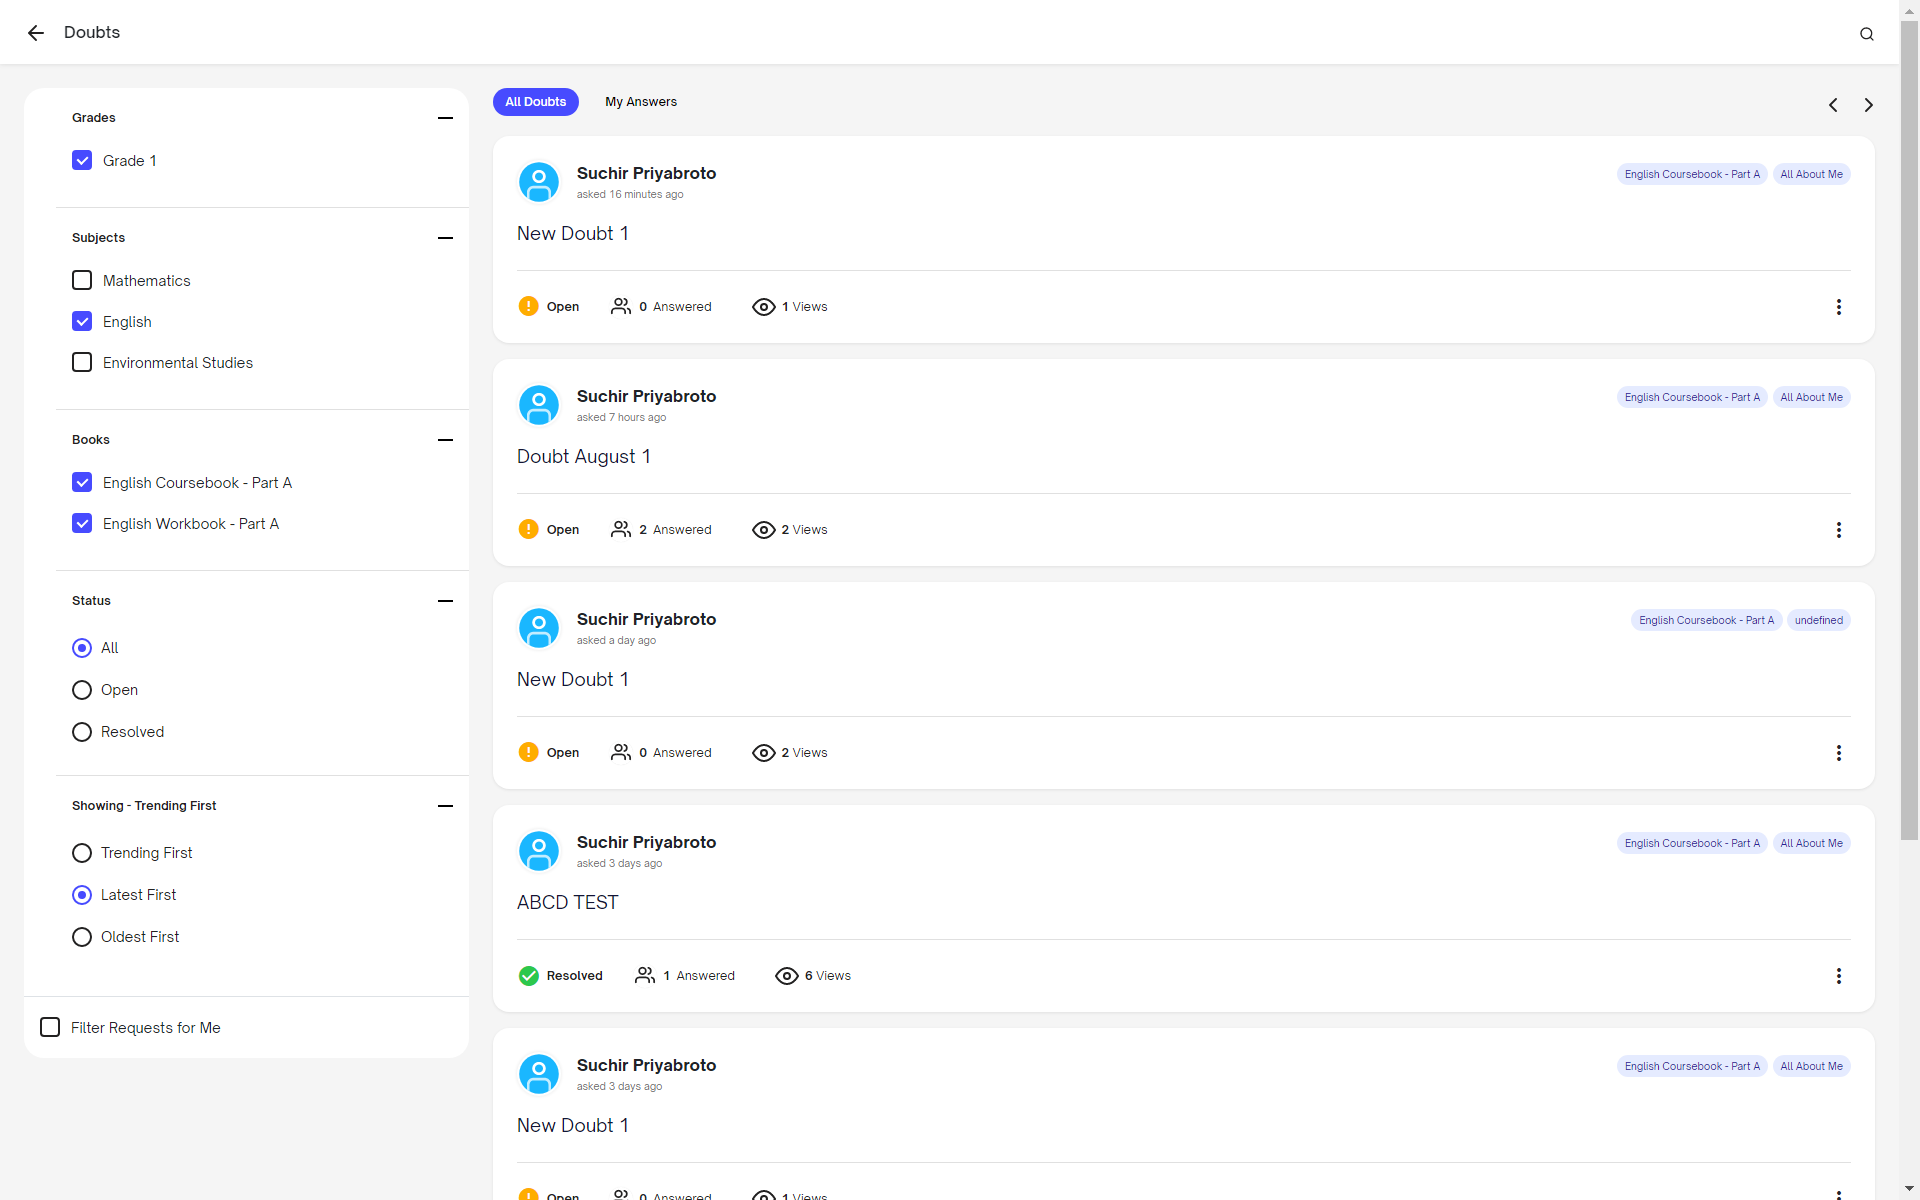 Doubts
Grades
Grade 1
Subjects
Mathematics
English
Environmental Studies
Books
English Coursebook - Part A
English Workbook - Part A
Status
All
Open
Resolved
Showing - Trending First
Trending First
Latest First
Oldest First
Filter Requests for Me
All Doubts My Answers
Suchir Priyabroto English Coursebook - Part A All About Me
asked 16 minutes ago
New Doubt 1
Open 0 Answered 1 Views
Suchir Priyabroto English Coursebook - Part A All About Me
asked 7 hours ago
Doubt August 1
Open 2 Answered 2 Views
Suchir Priyabroto English Coursebook - Part A undefined
asked a day ago
New Doubt 1
Open 0 Answered 2 Views
Suchir Priyabroto English Coursebook - Part A All About Me
asked 3 days ago
ABCD TEST
Resolved 1 Answered 6 Views
Suchir Priyabroto English Coursebook - Part A All About Me
asked 3 days ago
New Doubt 1
Open 0 Answered 1 Views